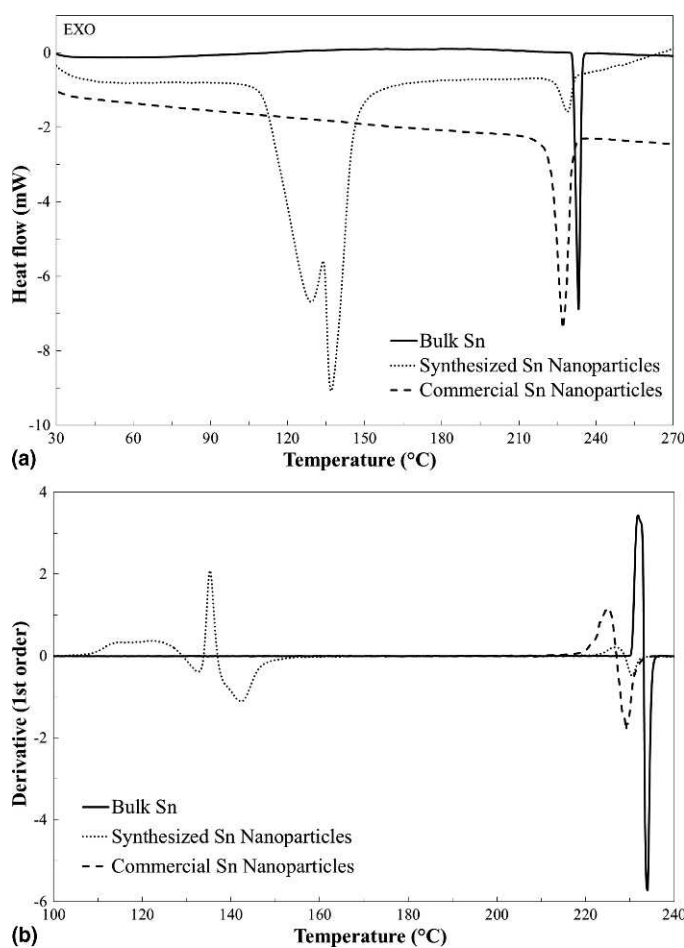 EXO
0
-2
-4
-6
-8
-10
Heat flow (mW)
Bulk Sn
Synthesized Sn Nanoparticles
Commercial Sn Nanoparticles
30 60 90 120 150 180 210 240 270
(a)
Temperature (°C)
4
2
0
-2
-4
-6
Derivative (1st order)
Bulk Sn
Synthesized Sn Nanoparticles
Commercial Sn Nanoparticles
100 120 140 160 180 200 220 240
(b)
Temperature (°C)